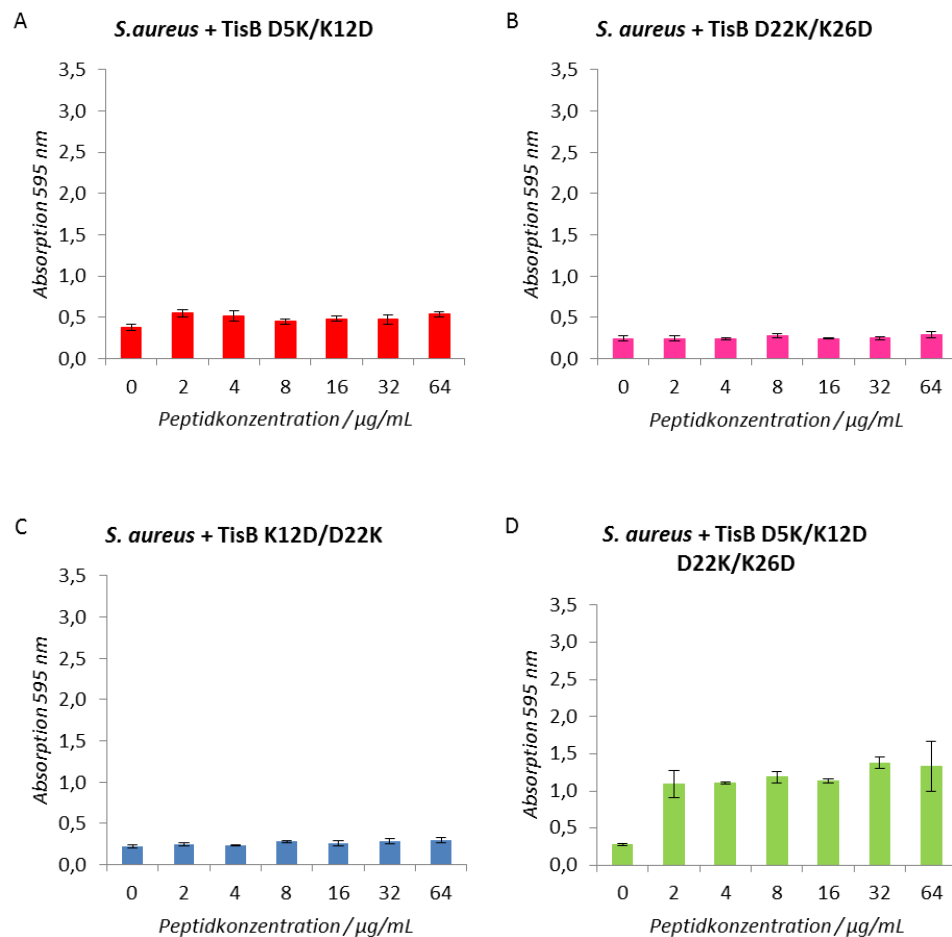 A
S.aureus + TisB D5K/K12D
3,5
3,0
2,5
2,0
1,5
1,0
0,5
0,0
Absorption 595 nm
0 2 4 8 16 32 64
Peptidkonzentration / µg/mL
B
S. aureus + TisB D22K/K26D
3,5
3,0
2,5
2,0
1,5
1,0
0,5
0,0
Absorption 595 nm
0 2 4 8 16 32 64
Peptidkonzentration / µg/mL
C
S. aureus + TisB K12D/D22K
3,5
3,0
2,5
2,0
1,5
1,0
0,5
0,0
Absorption 595 nm
0 2 4 8 16 32 64
Peptidkonzentration / µg/mL
D
S. aureus + TisB D5K/K12D
D22K/K26D
3,5
3,0
2,5
2,0
1,5
1,0
0,5
0,0
Absorption 595 nm
0 2 4 8 16 32 64
Peptidkonzentration / µg/mL